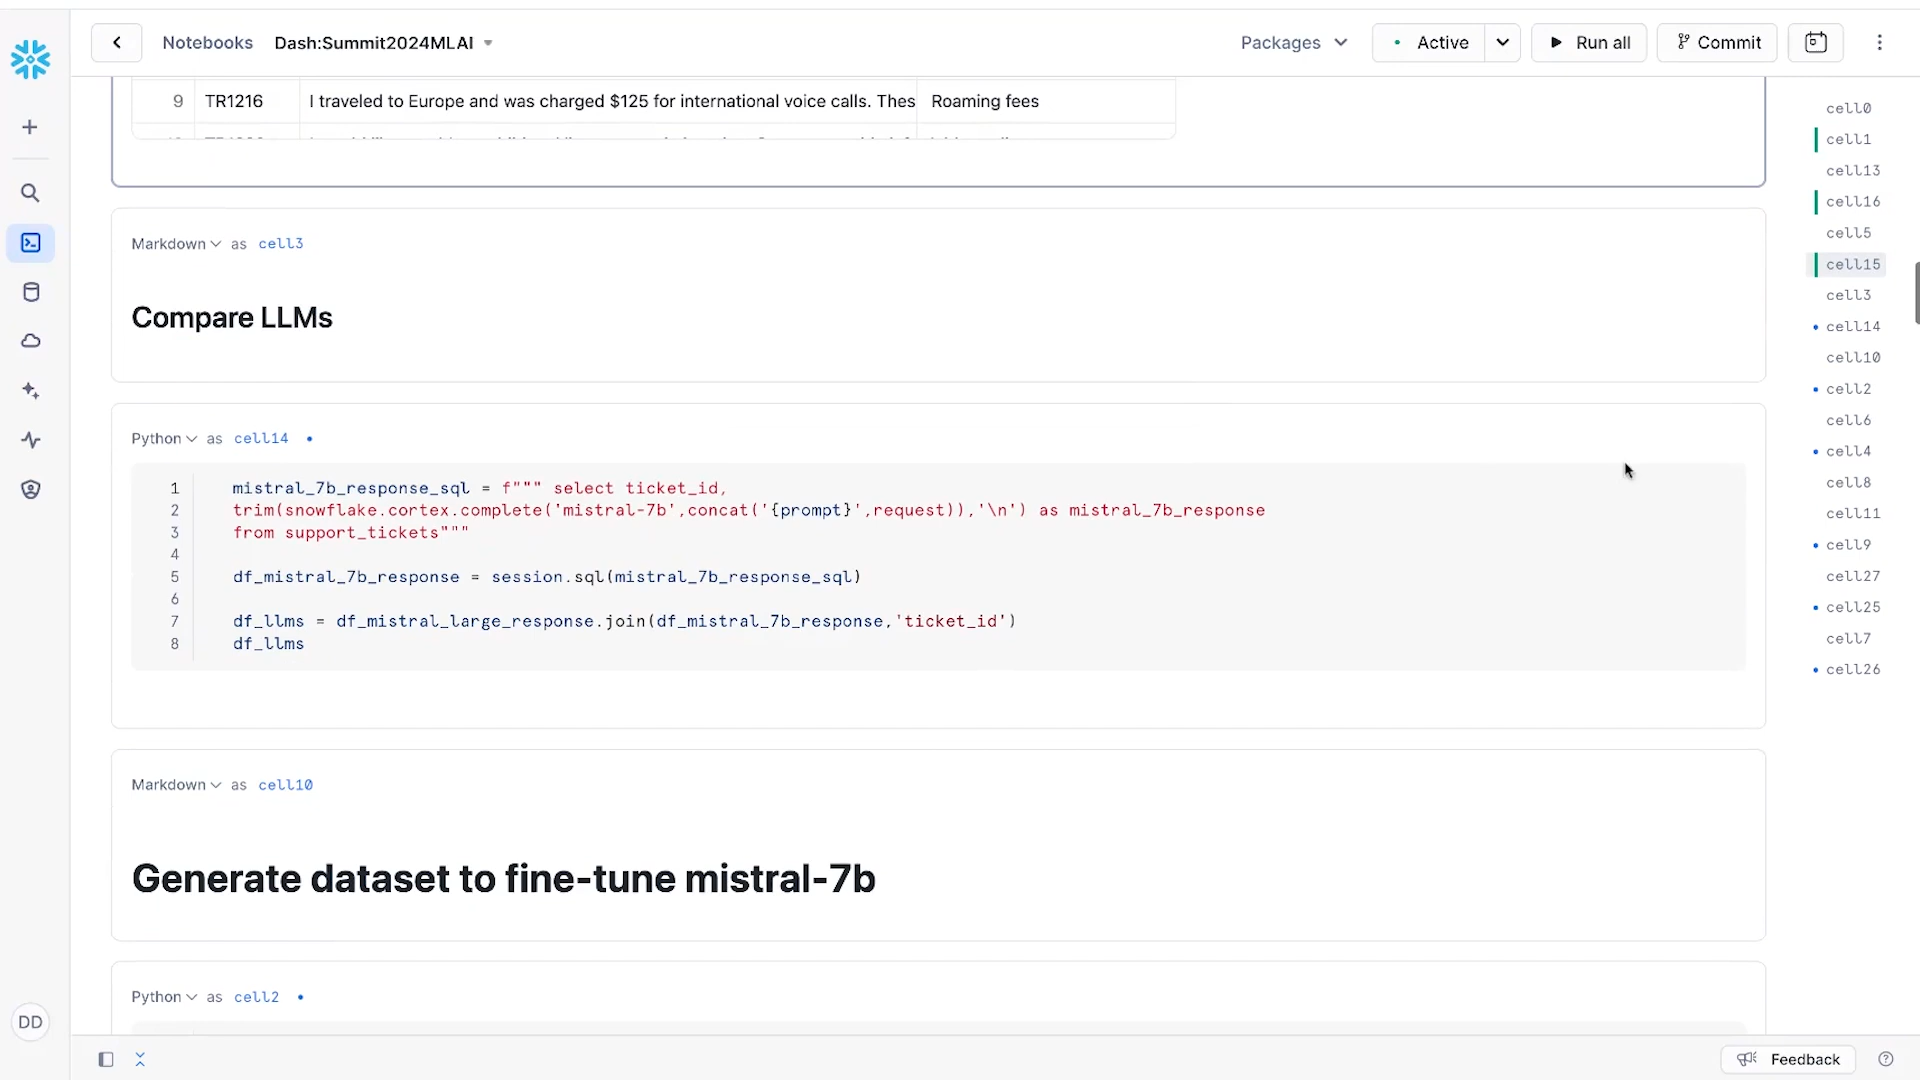 Notebooks Dash:Summit2024MLAI Packages Active Run all Commit
9 TR1216 I traveled to Europe and was charged $125 for international voice calls. Thes Roaming fees
Markdown as cell3
Compare LLMs
Python as cell14
1 mistral_7b_response_sql = f""" select ticket_id,
2 trim(snowflake.cortex.complete('mistral-7b',concat('{prompt}',request)),'\n') as mistral_7b_response
3 from support_tickets"""
4
5 df_mistral_7b_response = session.sql(mistral_7b_response_sql)
6
7 df_llms = df_mistral_large_response.join(df_mistral_7b_response,'ticket_id')
8 df_llms
Markdown as cell10
Generate dataset to fine-tune mistral-7b
Python as cell2
cell0
cell1
cell13
cell16
cell5
cell15
cell3
cell14
cell10
cell2
cell6
cell4
cell8
cell11
cell9
cell27
cell25
cell7
cell26
DD
Feedback